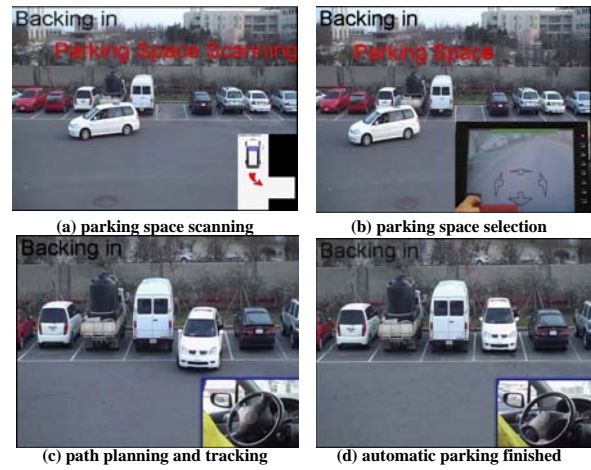 Backing in
Parking Space Scanning
Backing in
Parking Space
(a) parking space scanning
(b) parking space selection
Backing in
Backing in
(c) path planning and tracking
(d) automatic parking finished